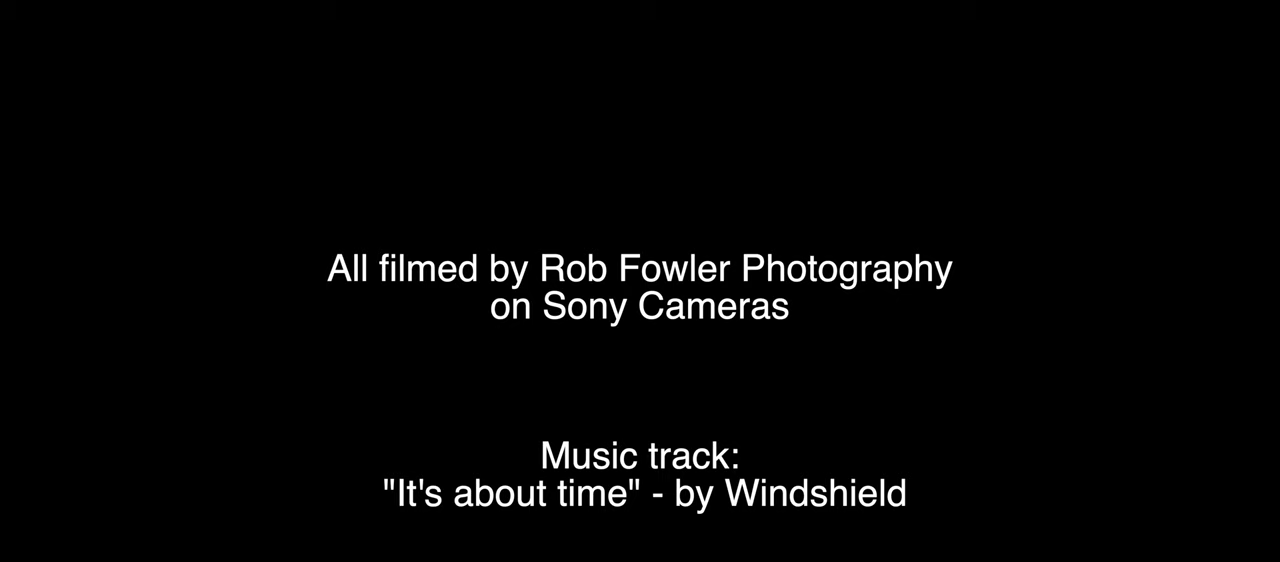 All filmed by Rob Fowler Photography
on Sony Cameras
Music track:
"It's about time" - by Windshield